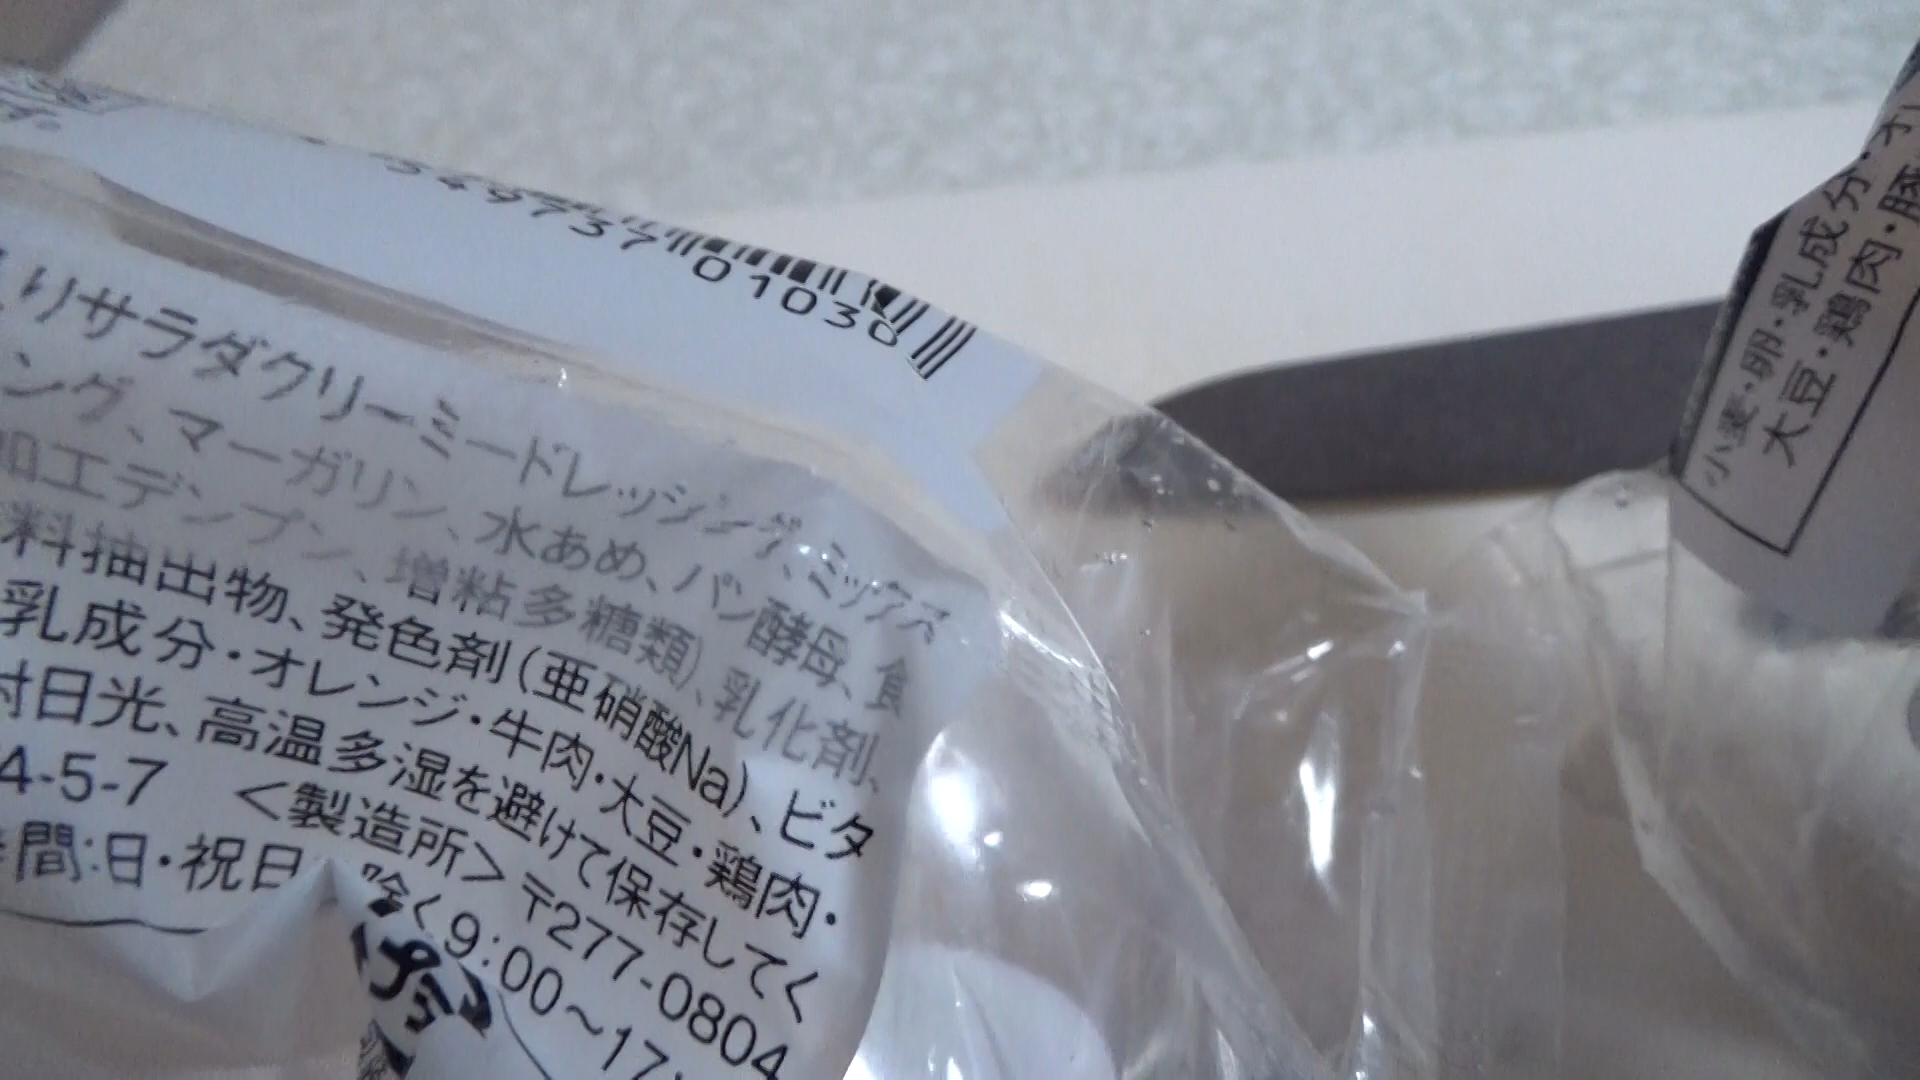 549737 01030
りサラダクリーミードレッシング、ミックス
ング、マーガリン、水あめ、パン酵母、食
加工デンプン、増粘多糖類)、乳化剤、
料抽出物、発色剤(亜硝酸Na)、ビタ
乳成分・オレンジ・牛肉・大豆・鶏肉・
射日光、高温多湿を避けて保存してく
4-5-7 <製造所>〒277-0804
間:日・祝日 除く9:00～17:
プラ
小麦・卵・乳成分・オ
大豆・鶏肉・豚